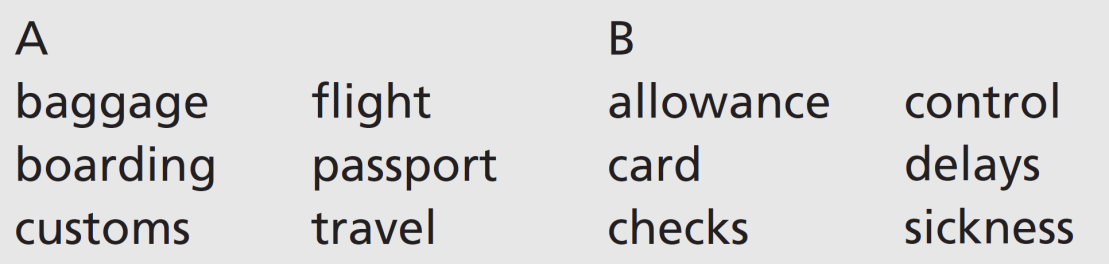 A B
baggage flight allowance control
boarding passport card delays
customs travel checks sickness